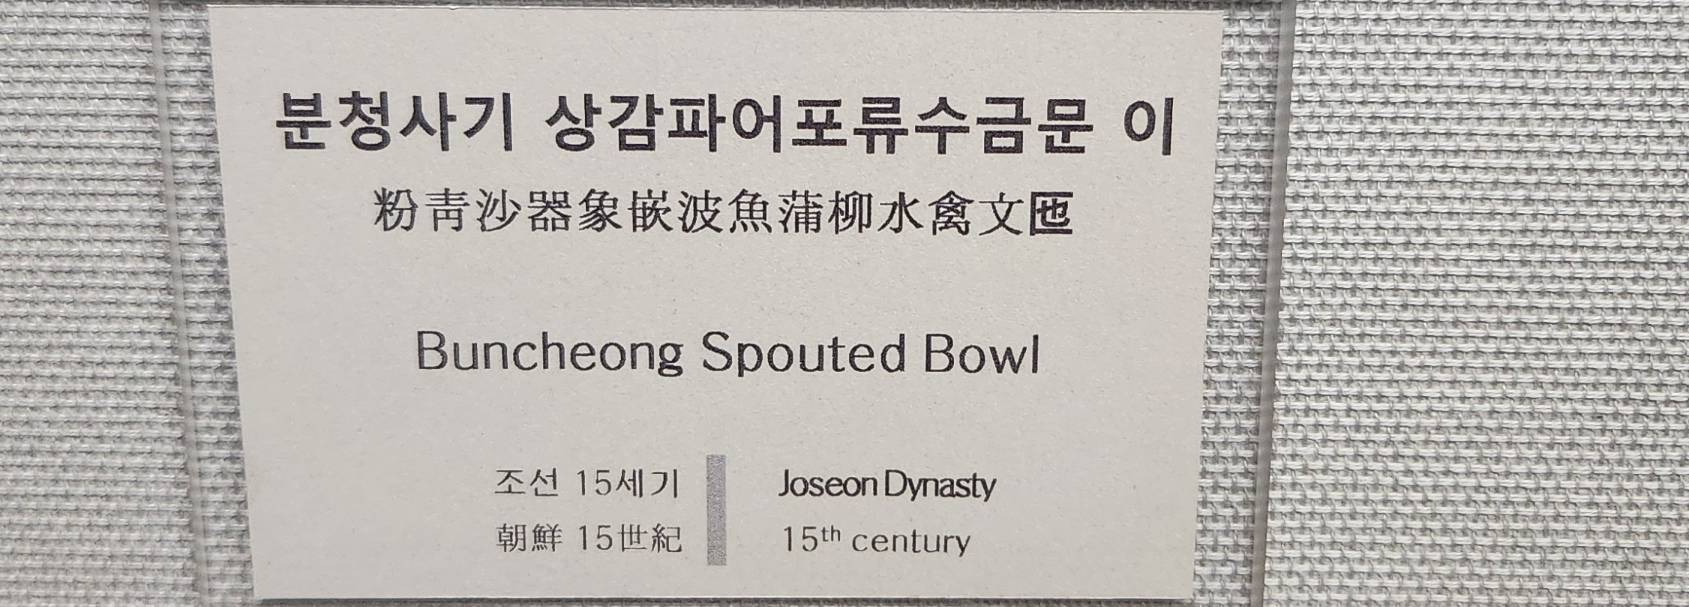 분청사기 상감파어포류수금문 이
粉靑沙器象嵌波魚蒲柳水禽文匜
Buncheong Spouted Bowl
조선 15세기
朝鮮 15世紀
Joseon Dynasty
15th century